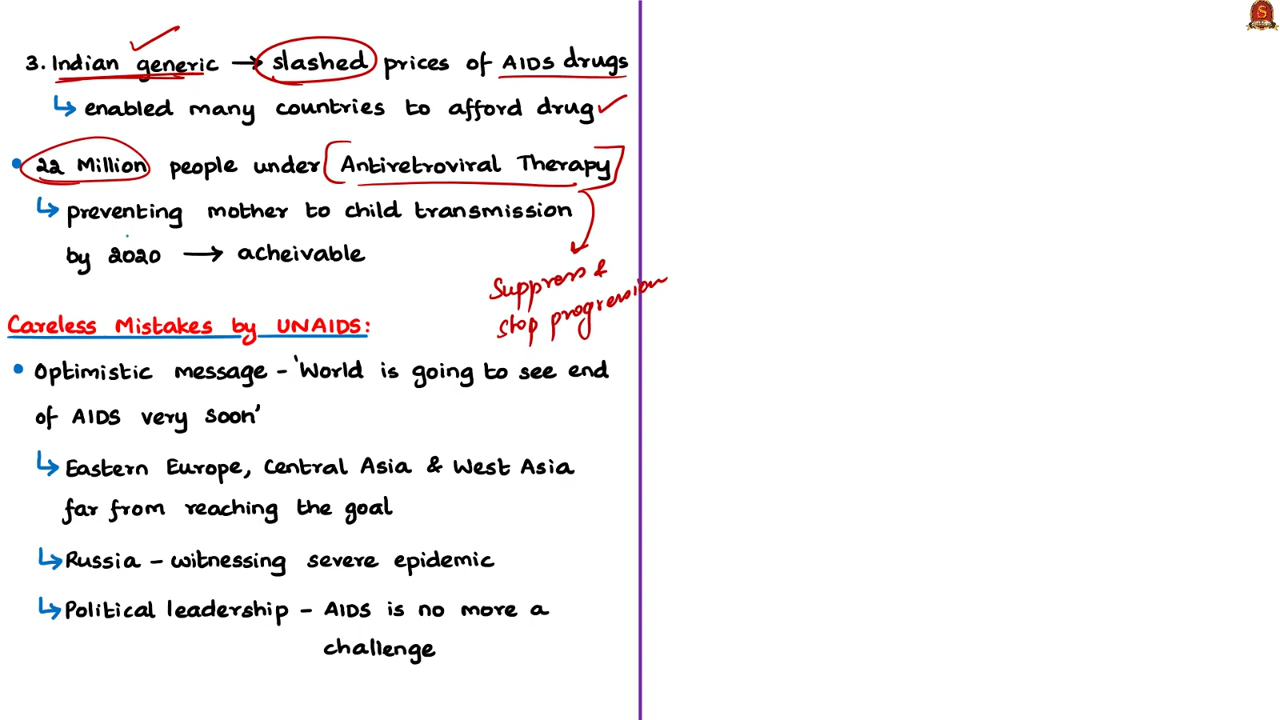 3. Indian generic → slashed prices of AIDS drugs
↳ enabled many countries to afford drug
• 22 Million people under Antiretroviral Therapy
↳ preventing mother to child transmission
by 2020 → acheivable
Suppress &
stop progression
Careless Mistakes by UNAIDS:
• Optimistic message - 'World is going to see end
of AIDS very soon'
↳ Eastern Europe, Central Asia & West Asia
far from reaching the goal
↳ Russia - witnessing severe epidemic
↳ Political leadership - AIDS is no more a
challenge